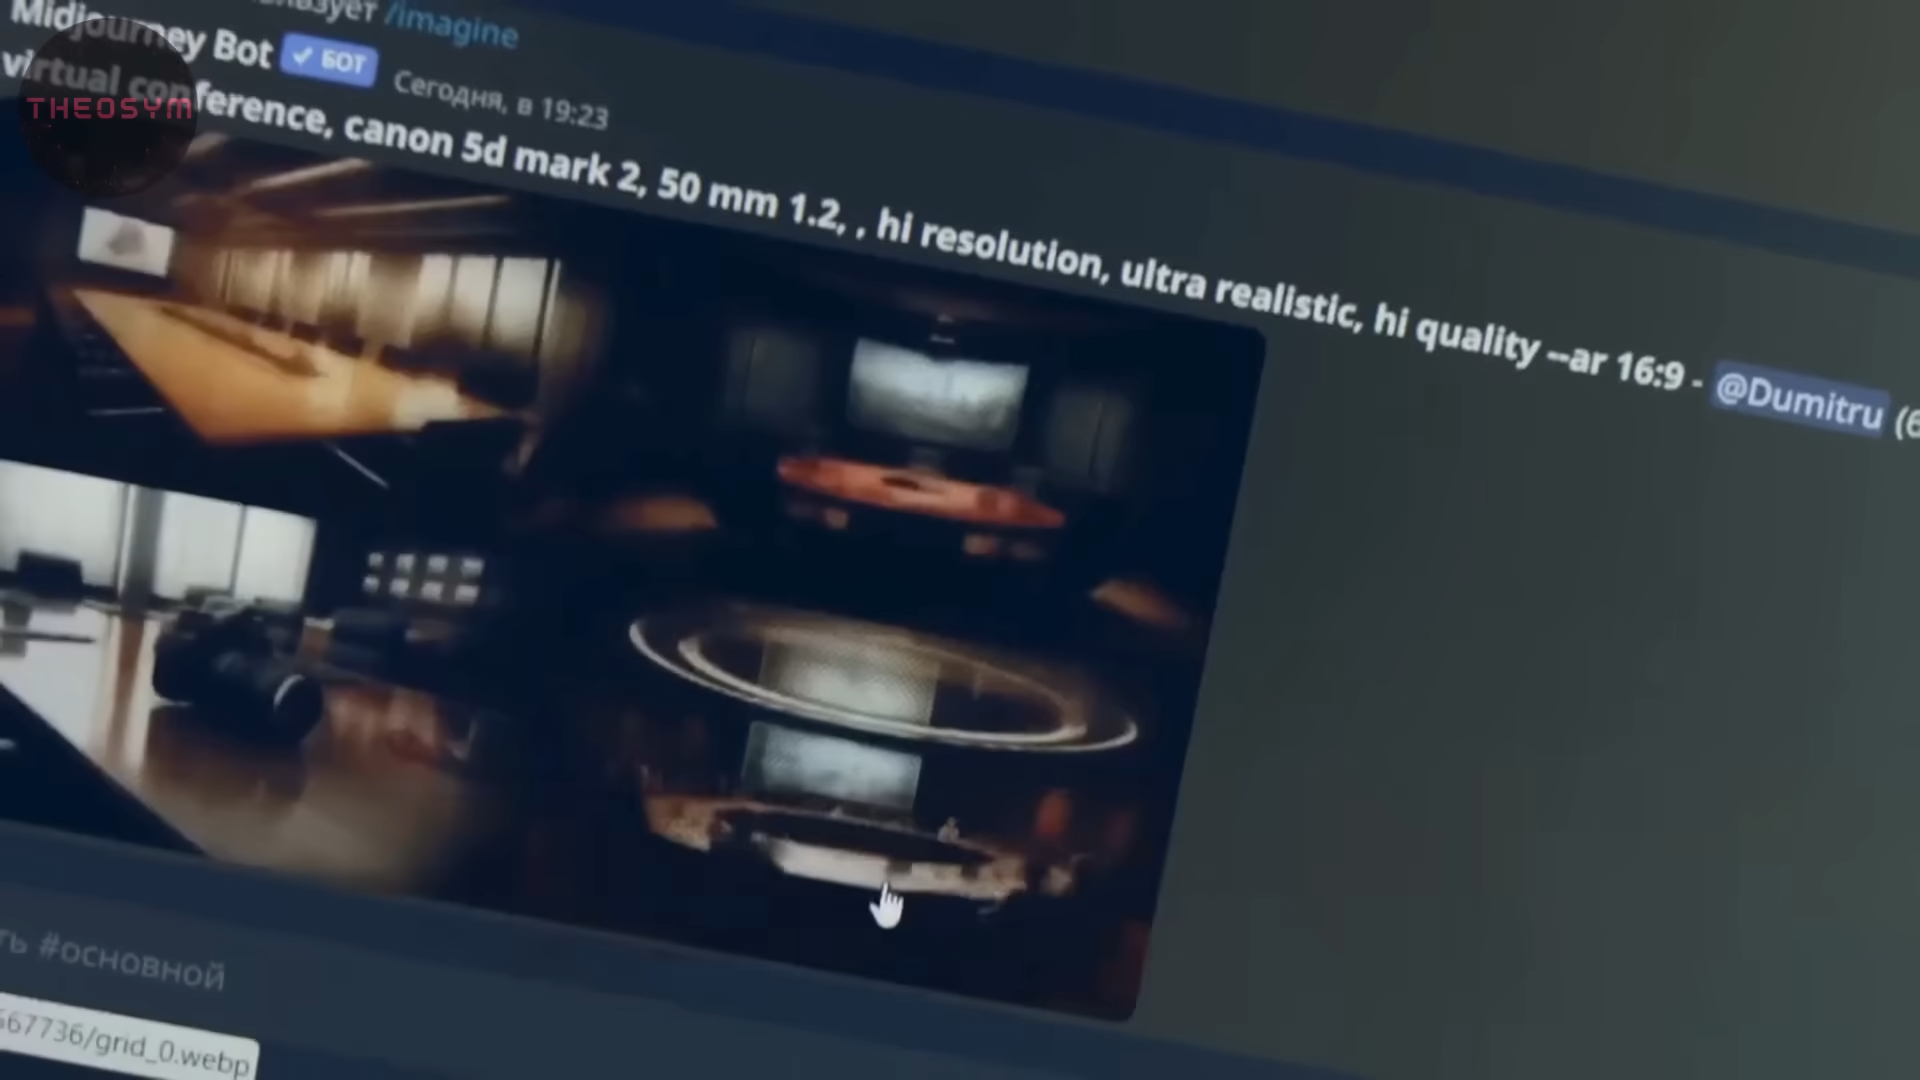 /imagine
Midjourney Bot ✓ БОТ Сегодня, в 19:23
virtual conference, canon 5d mark 2, 50 mm 1.2, , hi resolution, ultra realistic, hi quality --ar 16:9 - @Dumitru
THEOSYM
#основной
67736/grid_0.webp